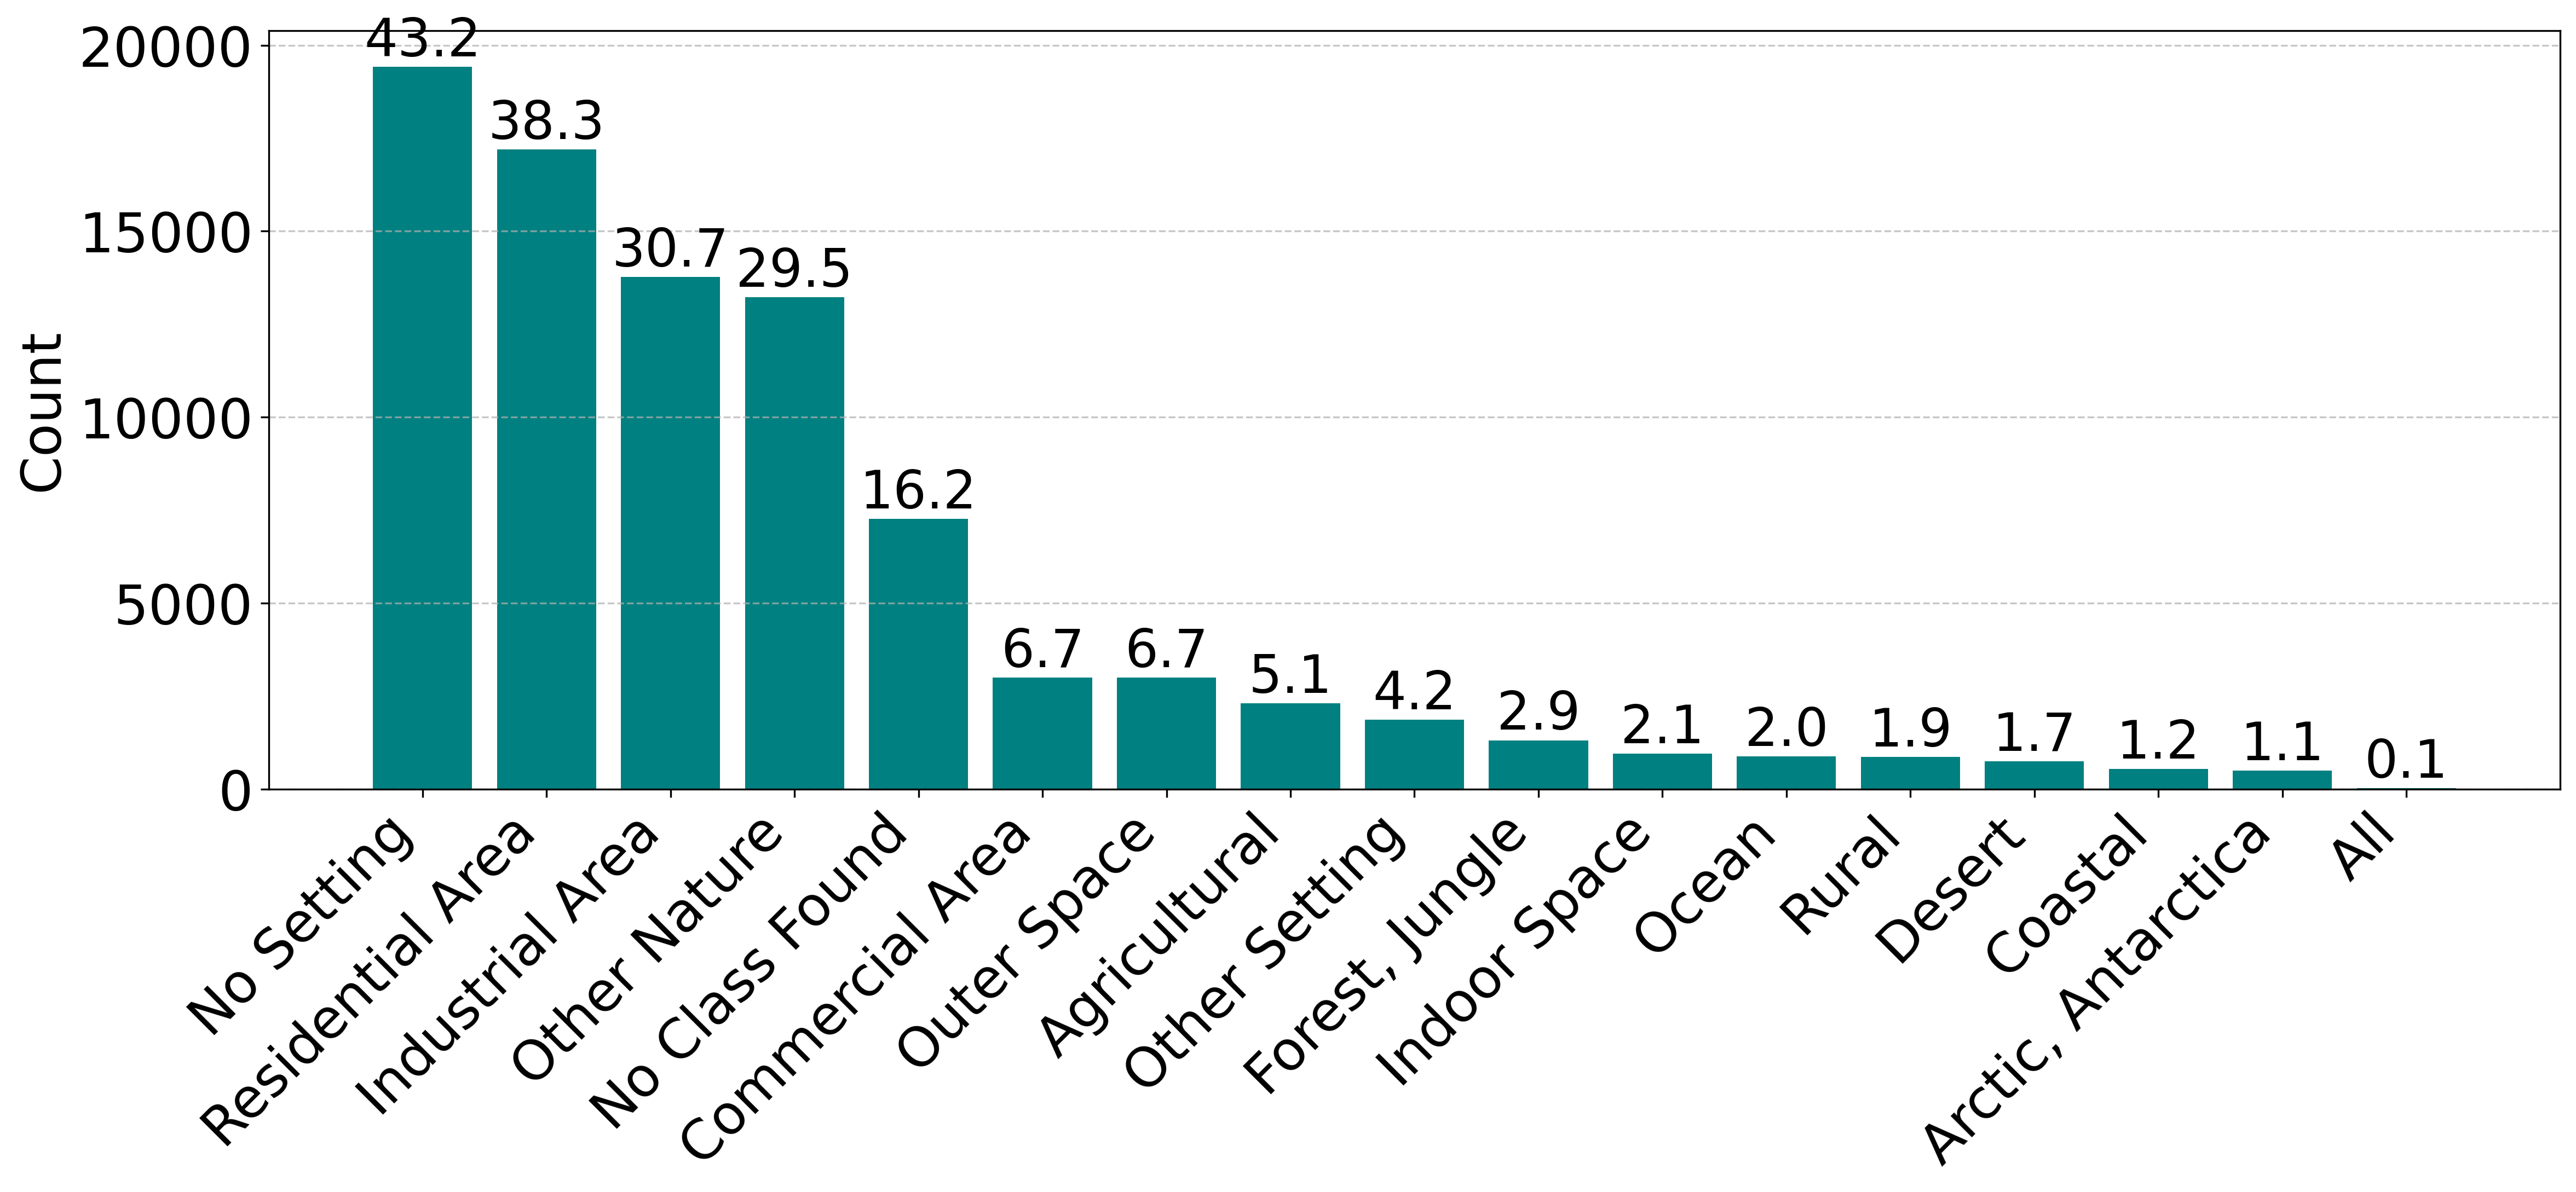 Count
20000
15000
10000
5000
0
43.2
38.3
30.7
29.5
16.2
6.7
6.7
5.1
4.2
2.9
2.1
2.0
1.9
1.7
1.2
1.1
0.1
No Setting
Residential Area
Industrial Area
Other Nature
No Class Found
Commercial Area
Outer Space
Agricultural
Other Setting
Forest, Jungle
Indoor Space
Ocean
Rural
Desert
Coastal
Arctic, Antarctica
All